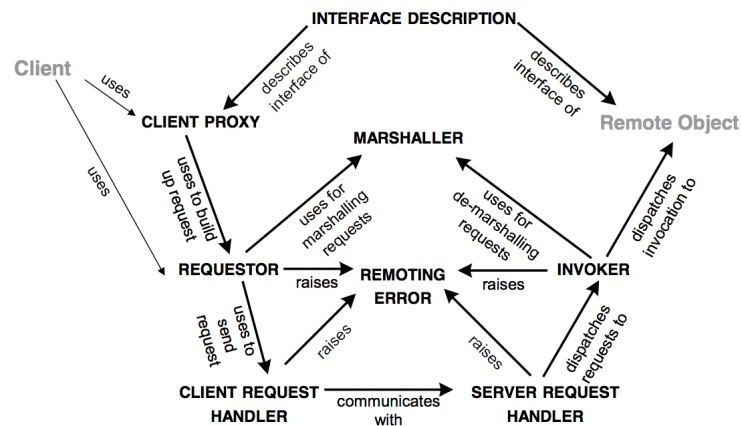 INTERFACE DESCRIPTION
Client
uses
describes
interface of
describes
interface of
CLIENT PROXY
Remote Object
MARSHALLER
uses
uses to build
up request
uses for
marshalling
requests
uses for
de-marshalling
requests
dispatches
invocation to
REQUESTOR
raises
REMOTING
ERROR
raises
INVOKER
uses to
send
request
raises
raises
dispatches
requests to
CLIENT REQUEST
HANDLER
communicates
with
SERVER REQUEST
HANDLER